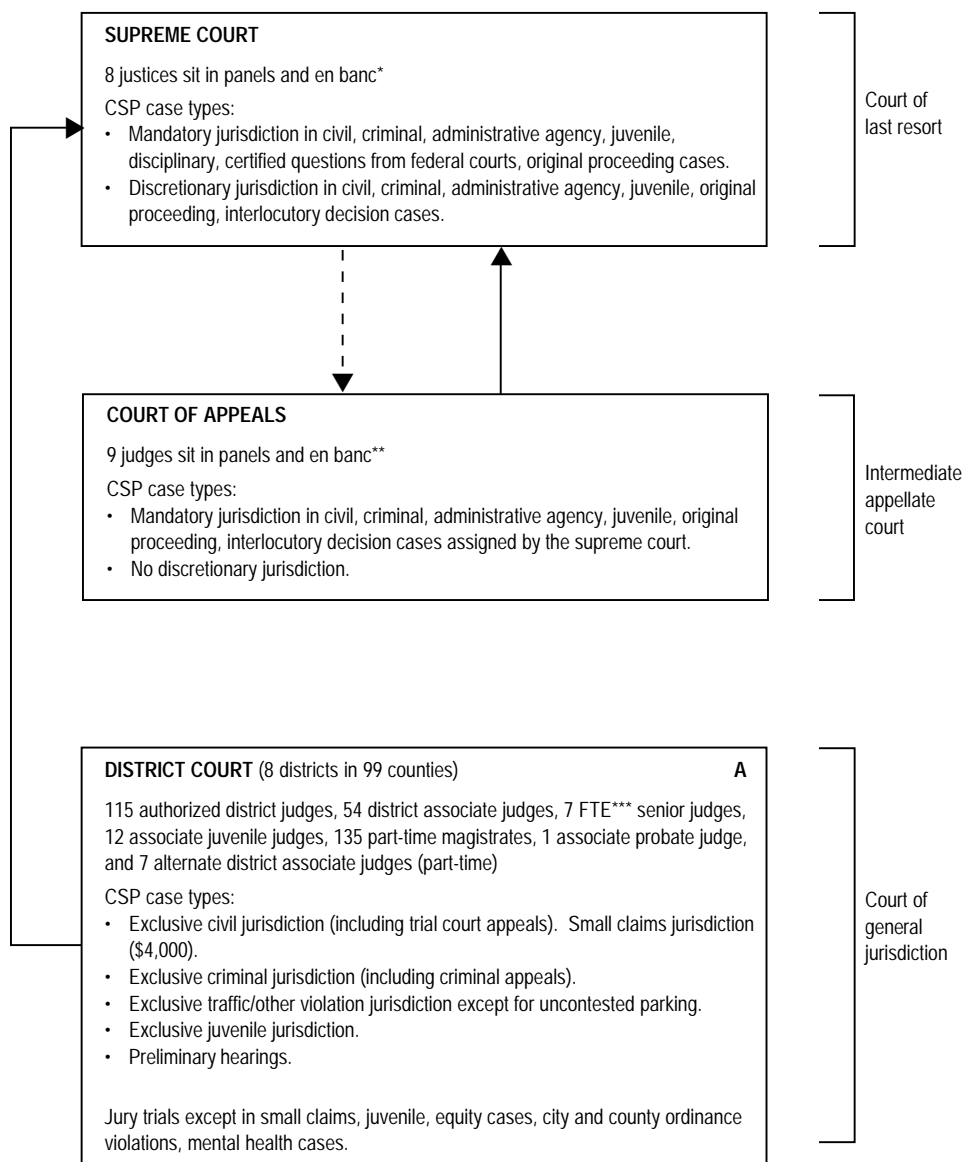 SUPREME COURT
8 justices sit in panels and en banc*
CSP case types:
• Mandatory jurisdiction in civil, criminal, administrative agency, juvenile,
disciplinary, certified questions from federal courts, original proceeding cases.
• Discretionary jurisdiction in civil, criminal, administrative agency, juvenile, original
proceeding, interlocutory decision cases.
Court of
last resort
COURT OF APPEALS
9 judges sit in panels and en banc**
CSP case types:
• Mandatory jurisdiction in civil, criminal, administrative agency, juvenile, original
proceeding, interlocutory decision cases assigned by the supreme court.
• No discretionary jurisdiction.
Intermediate
appellate
court
DISTRICT COURT (8 districts in 99 counties) A
115 authorized district judges, 54 district associate judges, 7 FTE*** senior judges,
12 associate juvenile judges, 135 part-time magistrates, 1 associate probate judge,
and 7 alternate district associate judges (part-time)
CSP case types:
• Exclusive civil jurisdiction (including trial court appeals). Small claims jurisdiction
($4,000).
• Exclusive criminal jurisdiction (including criminal appeals).
• Exclusive traffic/other violation jurisdiction except for uncontested parking.
• Exclusive juvenile jurisdiction.
• Preliminary hearings.
Jury trials except in small claims, juvenile, equity cases, city and county ordinance
violations, mental health cases.
Court of
general
jurisdiction